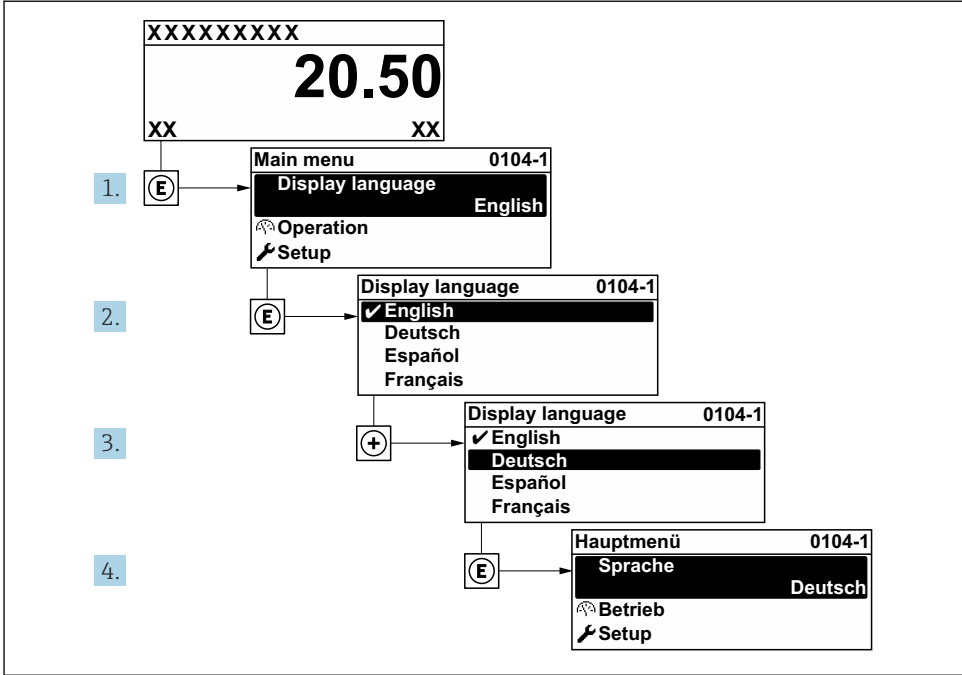 XXXXXXXXX
20.50
XX XX
1.
E
Main menu 0104-1
Display language
English
Operation
Setup
2.
E
Display language 0104-1
✔English
Deutsch
Español
Français
3.
+
Display language 0104-1
✔English
Deutsch
Español
Français
4.
E
Hauptmenü 0104-1
Sprache
Deutsch
Betrieb
Setup